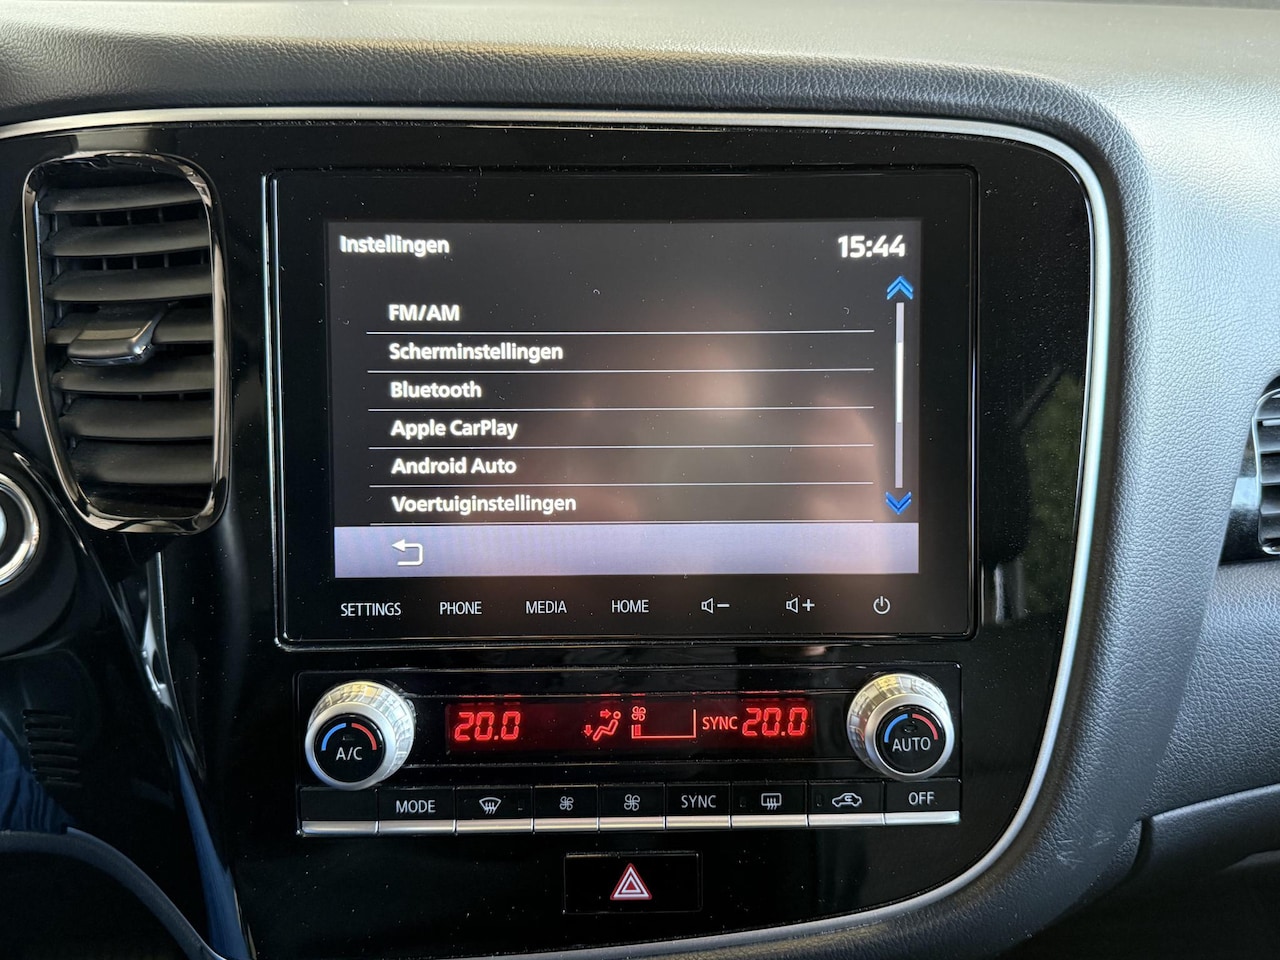 Instellingen 15:44
FM/AM
Scherminstellingen
Bluetooth
Apple CarPlay
Android Auto
Voertuiginstellingen
SETTINGS PHONE MEDIA HOME
A/C 20.0 SYNC 20.0 AUTO
MODE SYNC OFF